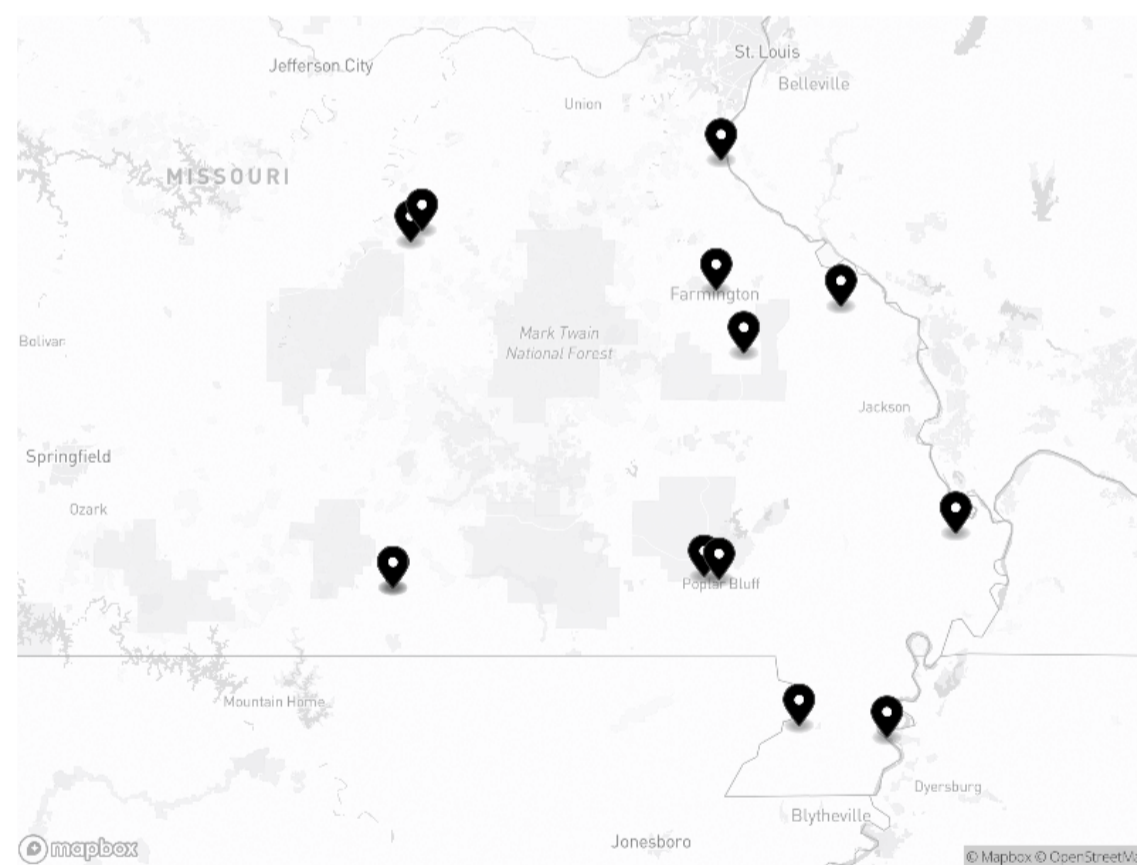 St. Louis
Jefferson City
Belleville
Union
MISSOURI
Farmington
Mark Twain
National Forest
Bolivar
Jackson
Springfield
Ozark
Poplar Bluff
Mountain Home
Dyersburg
Blytheville
Jonesboro
mapbox
© Mapbox © OpenStreetM